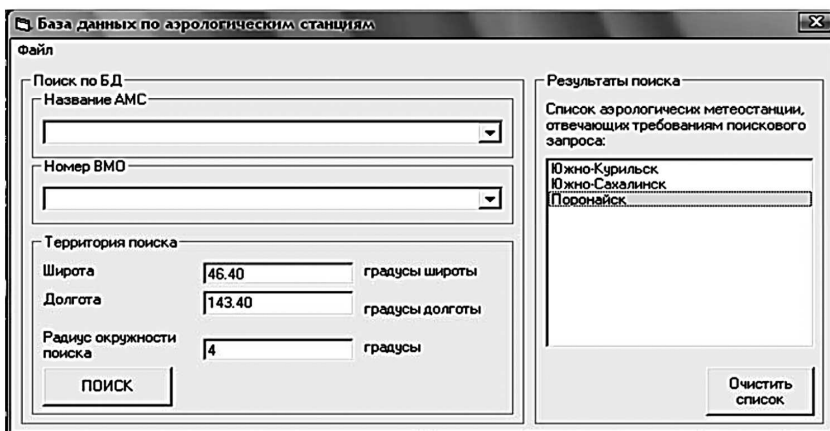 База данных по аэрологическим станциям
Файл
Поиск по БД
Название АМС
Номер ВМО
Территория поиска
Широта
46.40
градусы широты
Долгота
143.40
градусы долготы
Радиус окружности
поиска
4
градусы
ПОИСК
Результаты поиска
Список аэрологичесих метеостанции,
отвечающих требованиям поискового
запроса:
Южно-Курильск
Южно-Сахалинск
Поронайск
Очистить
список